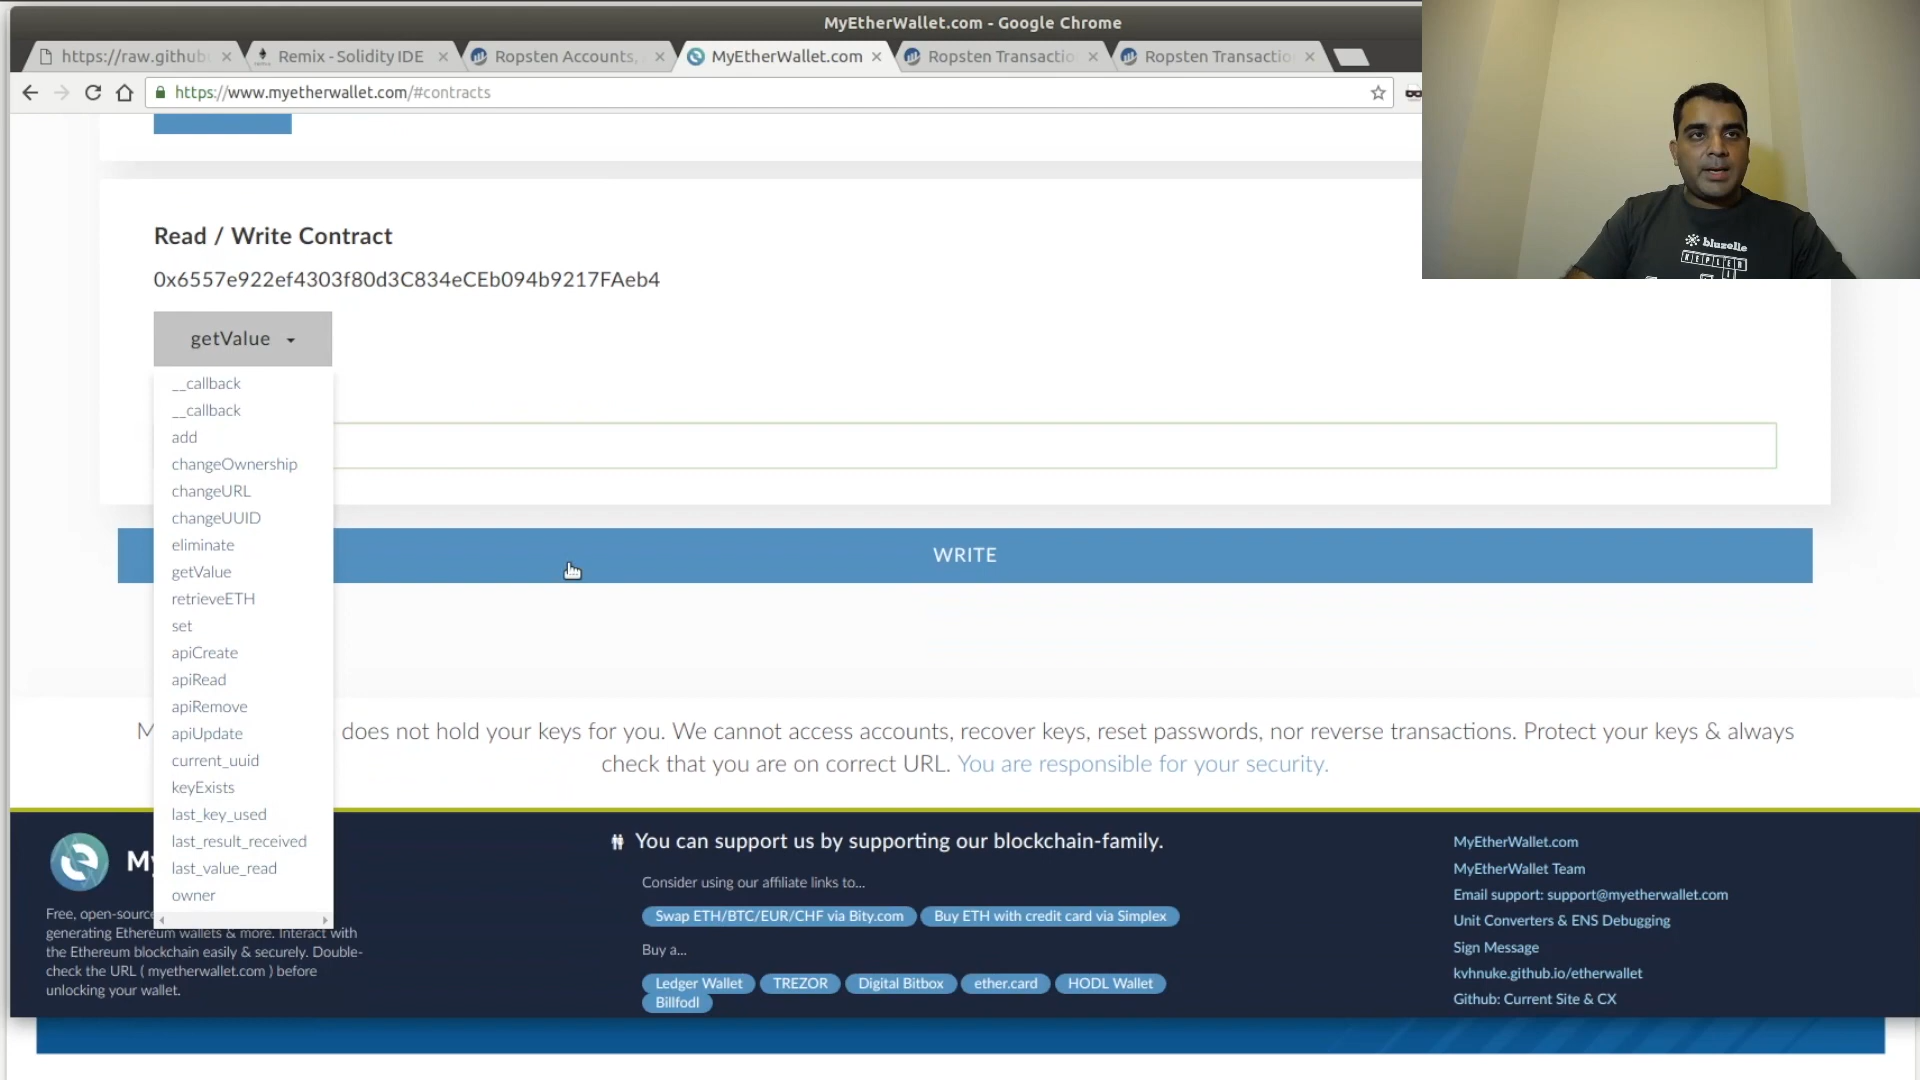 MyEtherWallet.com - Google Chrome
https://raw.githubu
Remix - Solidity IDE
Ropsten Accounts,
MyEtherWallet.com
Ropsten Transactio
Ropsten Transactio
https://www.myetherwallet.com/#contracts
bluzelle
KEPLER
Read / Write Contract
0x6557e922ef4303f80d3C834eCEb094b9217FAeb4
getValue
__callback
__callback
add
changeOwnership
changeURL
changeUUID
eliminate
getValue
retrieveETH
set
apiCreate
apiRead
apiRemove
apiUpdate
current_uuid
keyExists
last_key_used
last_result_received
last_value_read
owner
WRITE
M does not hold your keys for you. We cannot access accounts, recover keys, reset passwords, nor reverse transactions. Protect your keys & always
check that you are on correct URL. You are responsible for your security.
My
Free, open-source
generating Ethereum wallets & more. Interact with
the Ethereum blockchain easily & securely. Double-
check the URL ( myetherwallet.com ) before
unlocking your wallet.
You can support us by supporting our blockchain-family.
Consider using our affiliate links to...
Swap ETH/BTC/EUR/CHF via Bity.com
Buy ETH with credit card via Simplex
Buy a...
Ledger Wallet
TREZOR
Digital Bitbox
ether.card
HODL Wallet
Billfodl
MyEtherWallet.com
MyEtherWallet Team
Email support: support@myetherwallet.com
Unit Converters & ENS Debugging
Sign Message
kvhnuke.github.io/etherwallet
Github: Current Site & CX